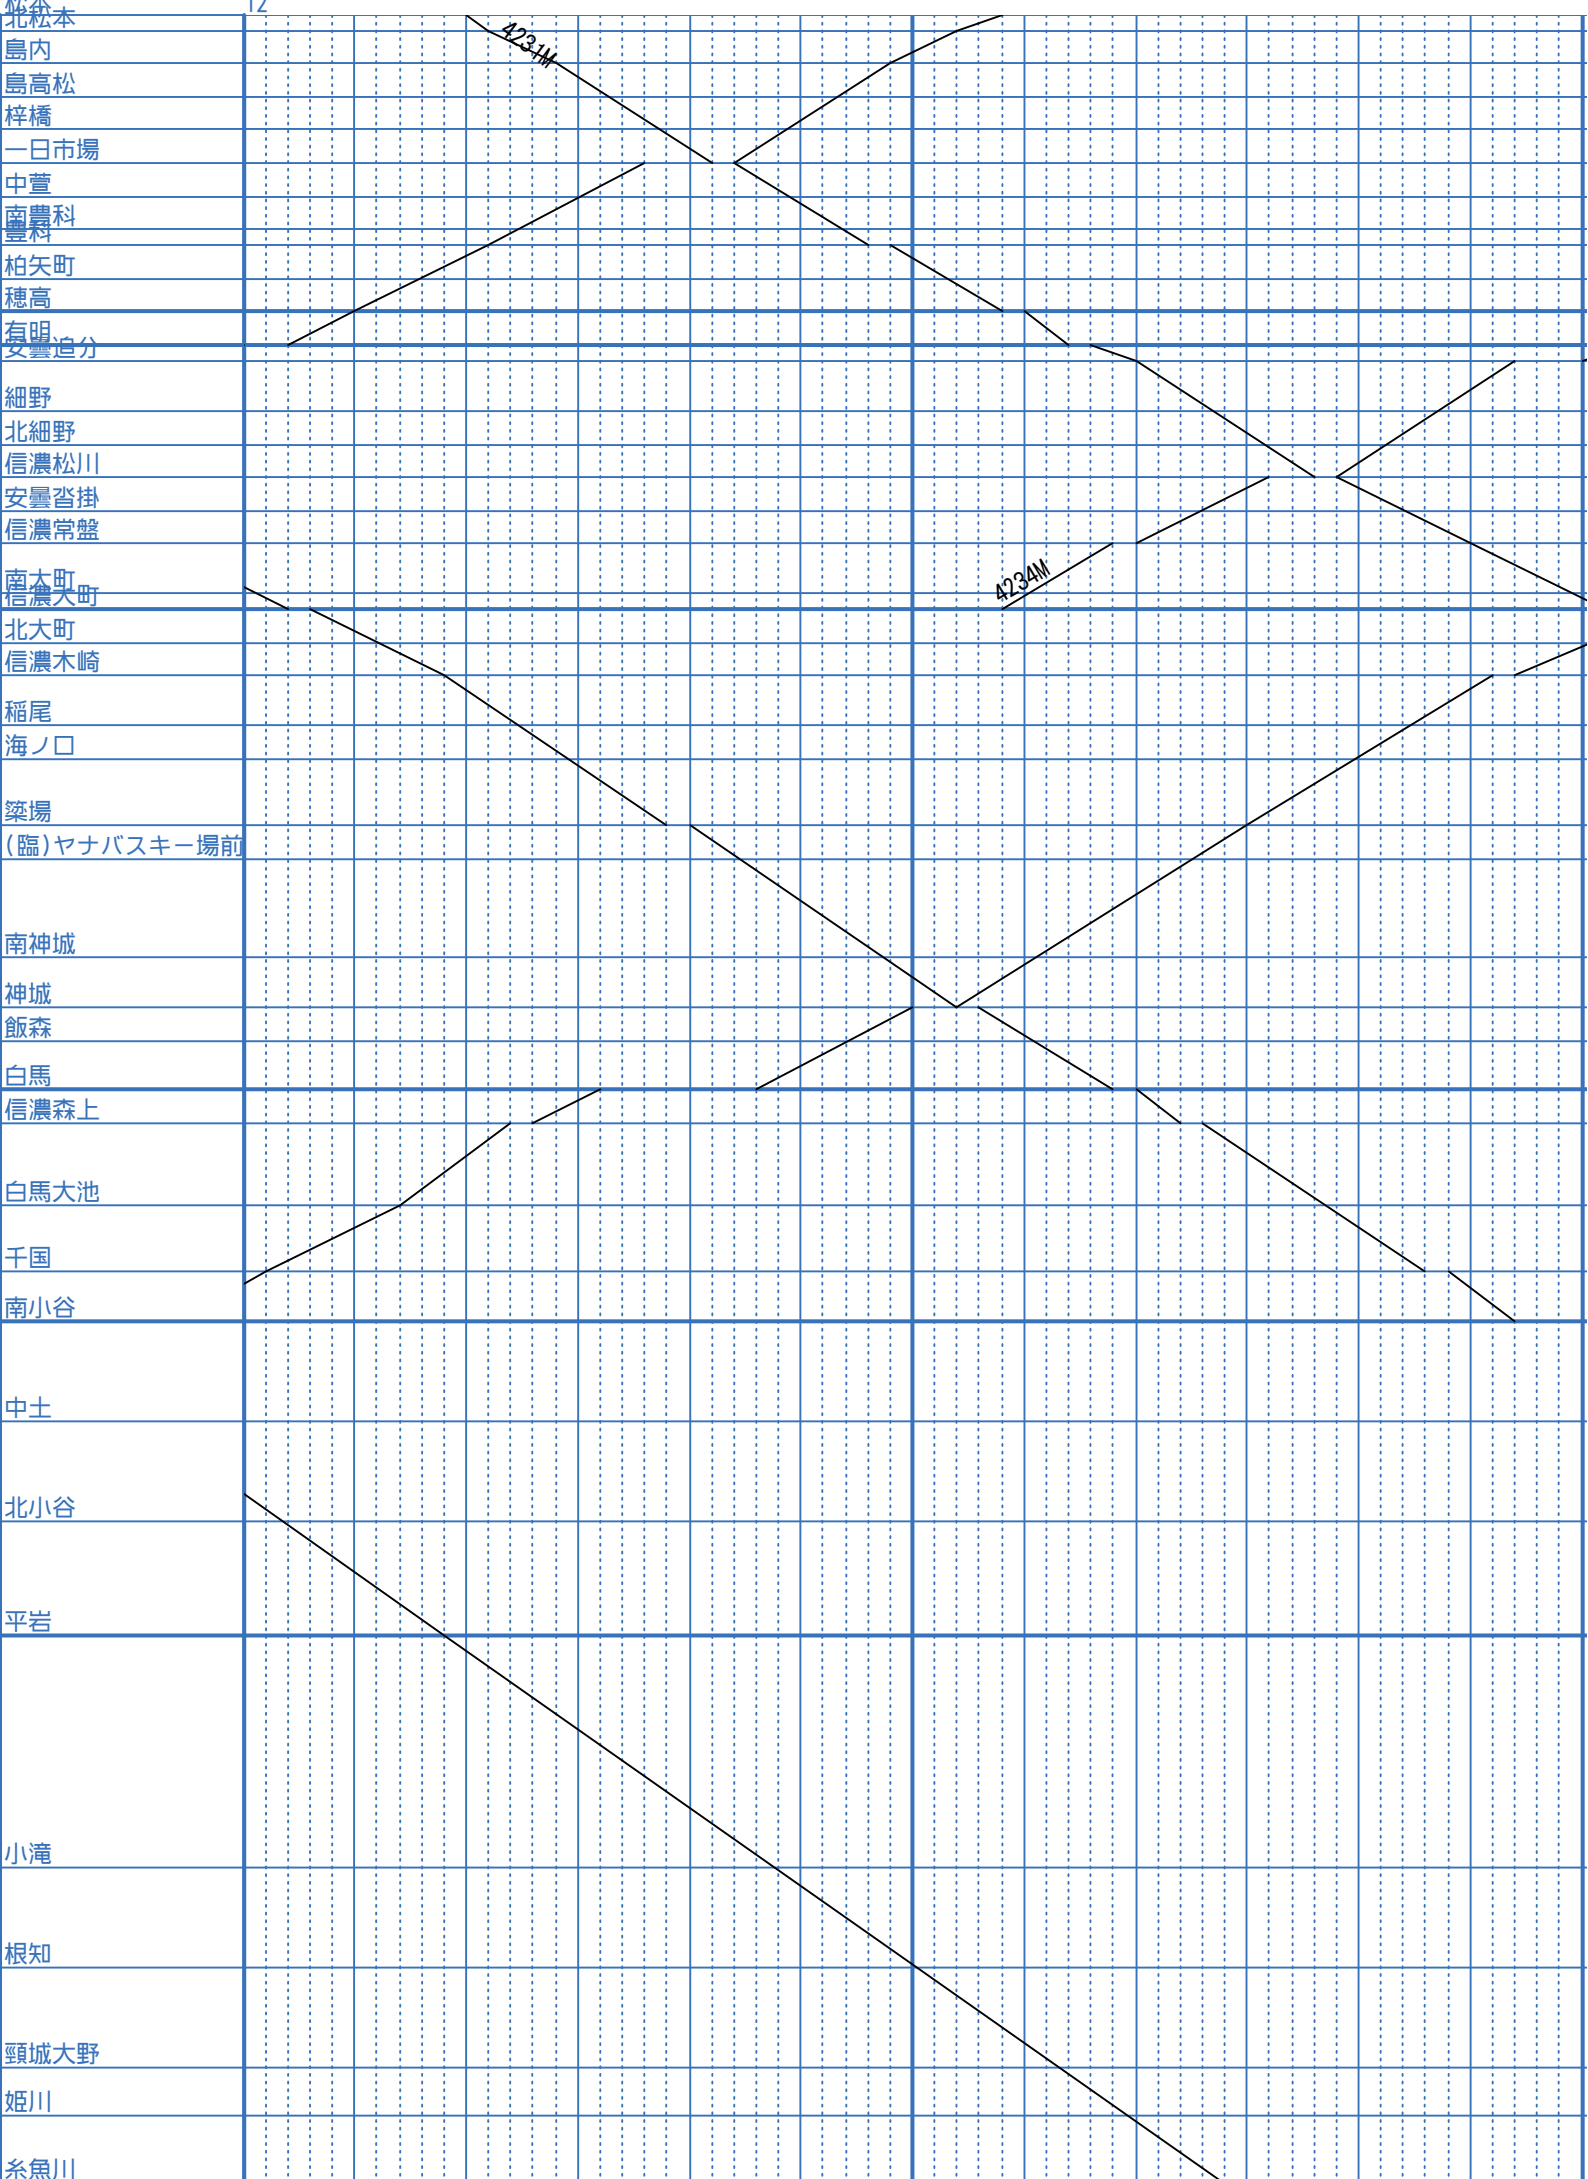 松本
12
北松本
島内
島高松
梓橋
一日市場
中萱
南豊科
豊科
柏矢町
穂高
有明
安曇追分
細野
北細野
信濃松川
安曇沓掛
信濃常盤
南大町
信濃大町
北大町
信濃木崎
稲尾
海ノ口
簗場
(臨)ヤナバスキー場前
南神城
神城
飯森
白馬
信濃森上
白馬大池
千国
南小谷
中土
北小谷
平岩
小滝
根知
頸城大野
姫川
糸魚川
4231M
4234M